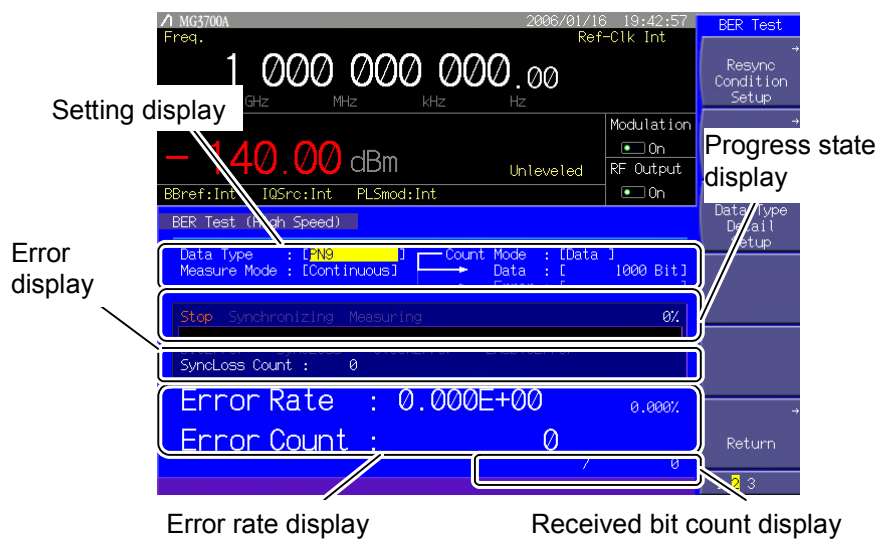 MG3700A 2006/01/16 19:42:57
Freq. Ref-Clk Int
1 000 000 000.00
GHz MHz kHz Hz
Setting display
- 140.00 dBm Unleveled
Modulation
On
RF Output
On
BBref:Int IQSrc:Int PLSmod:Int
BER Test
Resync
Condition
Setup
Progress state
display
Data Type
Detail
Setup
Return
2 3
BER Test (High Speed)
Error
display
Data Type : [PN9 ] Count Mode : [Data ]
Measure Mode : [Continuous] Data : [ 1000 Bit]
Stop Synchronizing Measuring 0%
SyncLoss Count : 0
Error Rate : 0.000E+00 0.000%
Error Count : 0
/ 0
Error rate display
Received bit count display